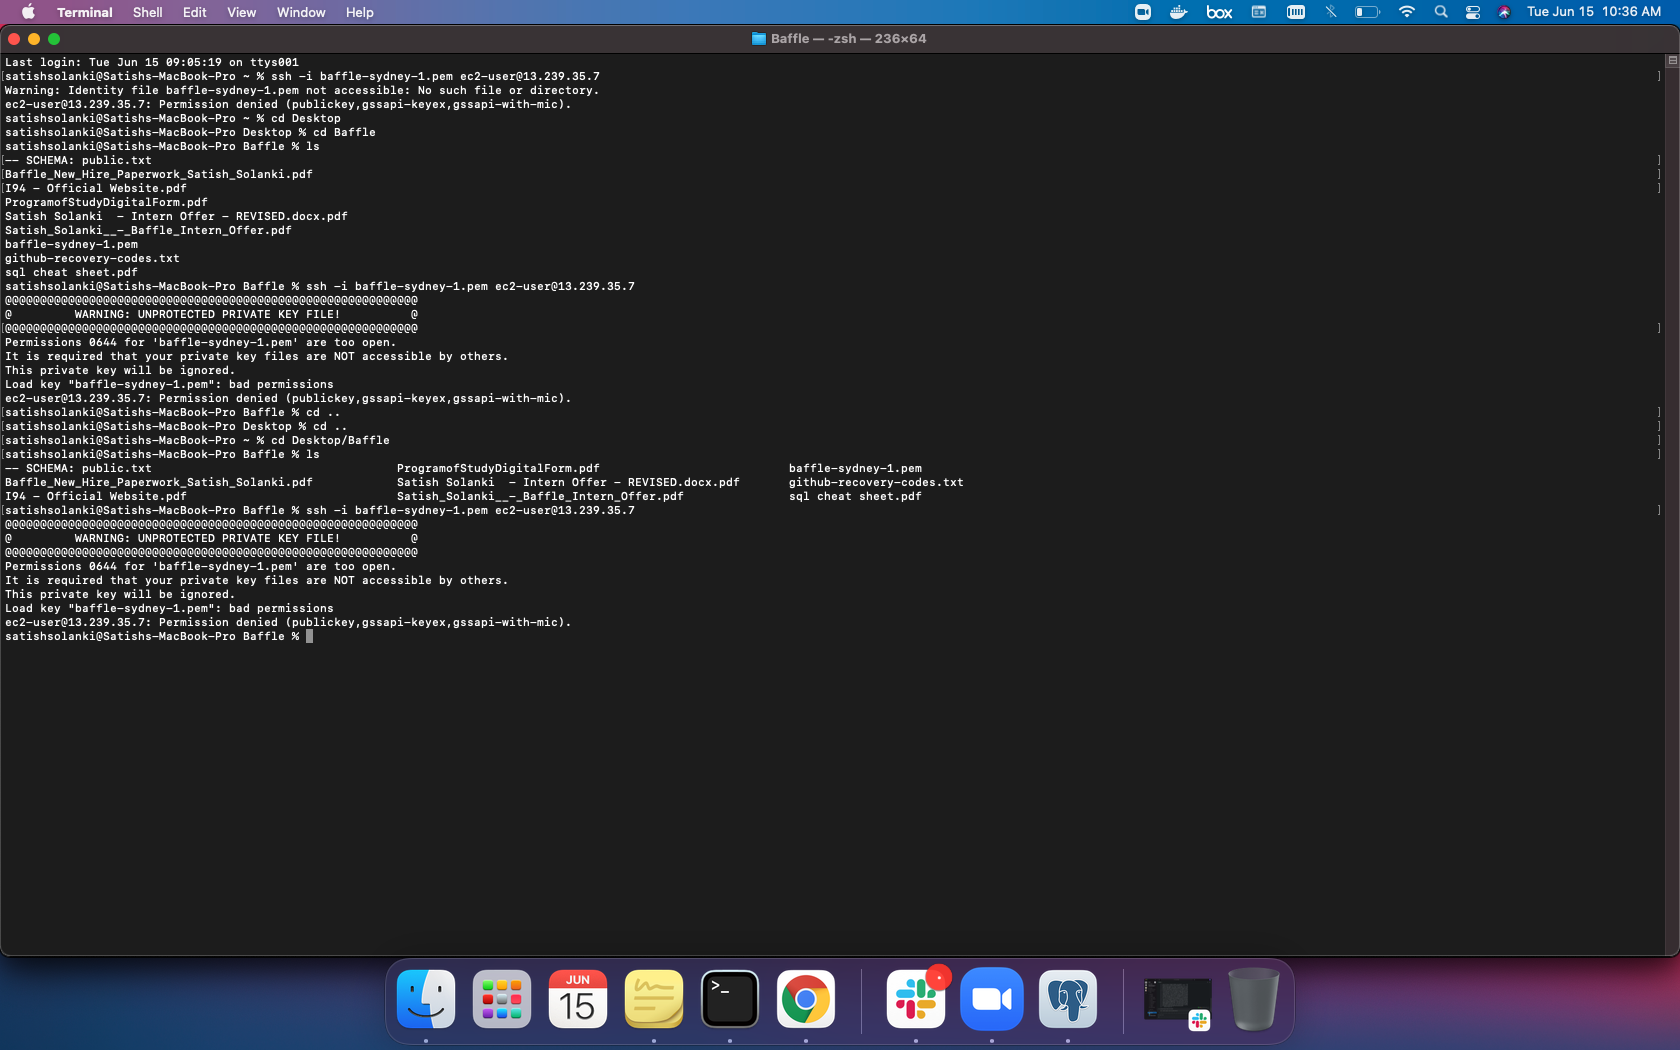 Terminal Shell Edit View Window Help box Tue Jun 15 10:36 AM
Baffle — -zsh — 236×64
Last login: Tue Jun 15 09:05:19 on ttys001
[satishsolanki@Satishs-MacBook-Pro ~ % ssh -i baffle-sydney-1.pem ec2-user@13.239.35.7 ]
Warning: Identity file baffle-sydney-1.pem not accessible: No such file or directory.
ec2-user@13.239.35.7: Permission denied (publickey,gssapi-keyex,gssapi-with-mic).
satishsolanki@Satishs-MacBook-Pro ~ % cd Desktop
satishsolanki@Satishs-MacBook-Pro Desktop % cd Baffle
satishsolanki@Satishs-MacBook-Pro Baffle % ls
[-- SCHEMA: public.txt ]
[Baffle_New_Hire_Paperwork_Satish_Solanki.pdf ]
[I94 - Official Website.pdf ]
ProgramofStudyDigitalForm.pdf
Satish Solanki  - Intern Offer - REVISED.docx.pdf
Satish_Solanki__-_Baffle_Intern_Offer.pdf
baffle-sydney-1.pem
github-recovery-codes.txt
sql cheat sheet.pdf
satishsolanki@Satishs-MacBook-Pro Baffle % ssh -i baffle-sydney-1.pem ec2-user@13.239.35.7
@@@@@@@@@@@@@@@@@@@@@@@@@@@@@@@@@@@@@@@@@@@@@@@@@@@@@@@@@@@
@         WARNING: UNPROTECTED PRIVATE KEY FILE!          @
[@@@@@@@@@@@@@@@@@@@@@@@@@@@@@@@@@@@@@@@@@@@@@@@@@@@@@@@@@@@ ]
Permissions 0644 for 'baffle-sydney-1.pem' are too open.
It is required that your private key files are NOT accessible by others.
This private key will be ignored.
Load key "baffle-sydney-1.pem": bad permissions
ec2-user@13.239.35.7: Permission denied (publickey,gssapi-keyex,gssapi-with-mic).
[satishsolanki@Satishs-MacBook-Pro Baffle % cd .. ]
[satishsolanki@Satishs-MacBook-Pro Desktop % cd .. ]
[satishsolanki@Satishs-MacBook-Pro ~ % cd Desktop/Baffle ]
[satishsolanki@Satishs-MacBook-Pro Baffle % ls ]
-- SCHEMA: public.txt ProgramofStudyDigitalForm.pdf baffle-sydney-1.pem
Baffle_New_Hire_Paperwork_Satish_Solanki.pdf Satish Solanki  - Intern Offer - REVISED.docx.pdf github-recovery-codes.txt
I94 - Official Website.pdf Satish_Solanki__-_Baffle_Intern_Offer.pdf sql cheat sheet.pdf
[satishsolanki@Satishs-MacBook-Pro Baffle % ssh -i baffle-sydney-1.pem ec2-user@13.239.35.7 ]
@@@@@@@@@@@@@@@@@@@@@@@@@@@@@@@@@@@@@@@@@@@@@@@@@@@@@@@@@@@
@         WARNING: UNPROTECTED PRIVATE KEY FILE!          @
@@@@@@@@@@@@@@@@@@@@@@@@@@@@@@@@@@@@@@@@@@@@@@@@@@@@@@@@@@@
Permissions 0644 for 'baffle-sydney-1.pem' are too open.
It is required that your private key files are NOT accessible by others.
This private key will be ignored.
Load key "baffle-sydney-1.pem": bad permissions
ec2-user@13.239.35.7: Permission denied (publickey,gssapi-keyex,gssapi-with-mic).
satishsolanki@Satishs-MacBook-Pro Baffle %
JUN
15
>_